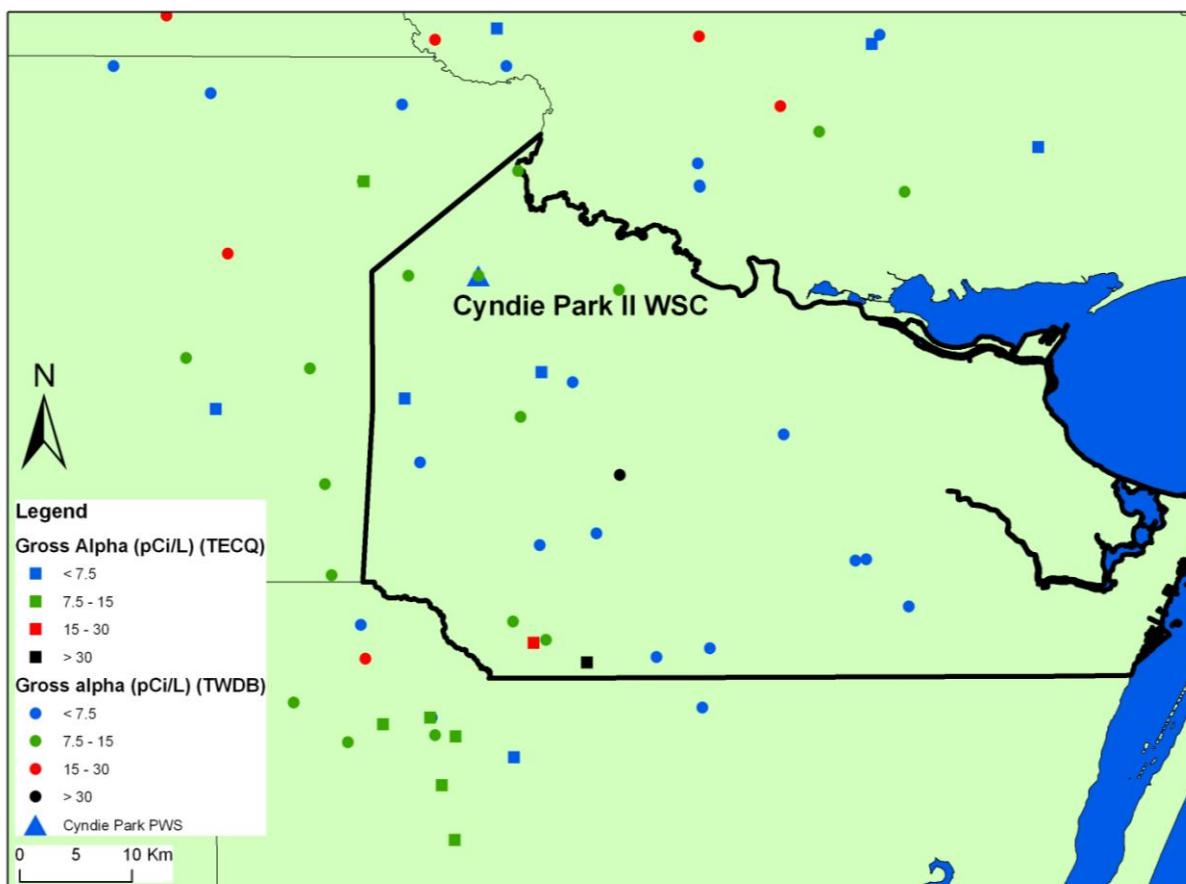 Cyndie Park II WSC
N
Legend
Gross Alpha (pCi/L) (TECQ)
< 7.5
7.5 - 15
15 - 30
> 30
Gross alpha (pCi/L) (TWDB)
< 7.5
7.5 - 15
15 - 30
> 30
Cyndie Park PWS
0 5 10 Km